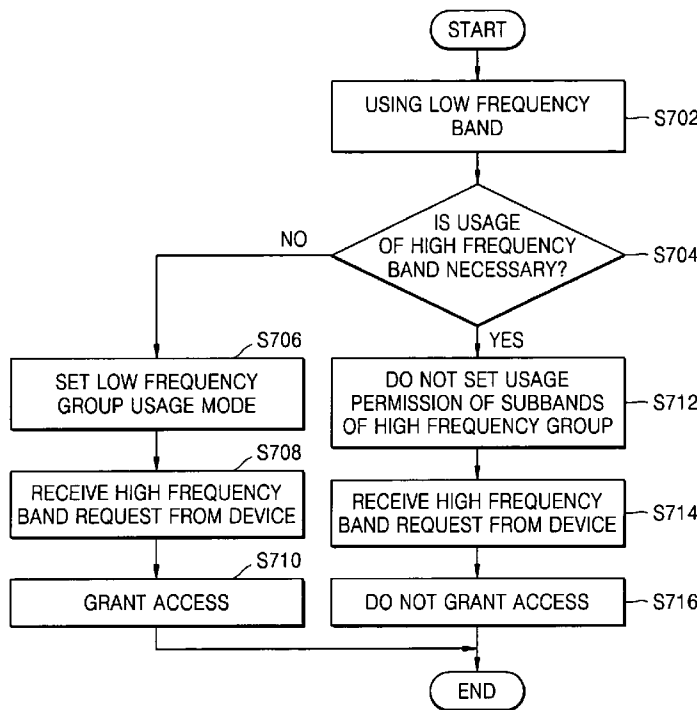 START
USING LOW FREQUENCY
BAND
S702
IS USAGE
OF HIGH FREQUENCY
BAND NECESSARY?
S704
NO
YES
S706
SET LOW FREQUENCY
GROUP USAGE MODE
S708
RECEIVE HIGH FREQUENCY
BAND REQUEST FROM DEVICE
S710
GRANT ACCESS
DO NOT SET USAGE
PERMISSION OF SUBBANDS
OF HIGH FREQUENCY GROUP
S712
RECEIVE HIGH FREQUENCY
BAND REQUEST FROM DEVICE
S714
DO NOT GRANT ACCESS
S716
END